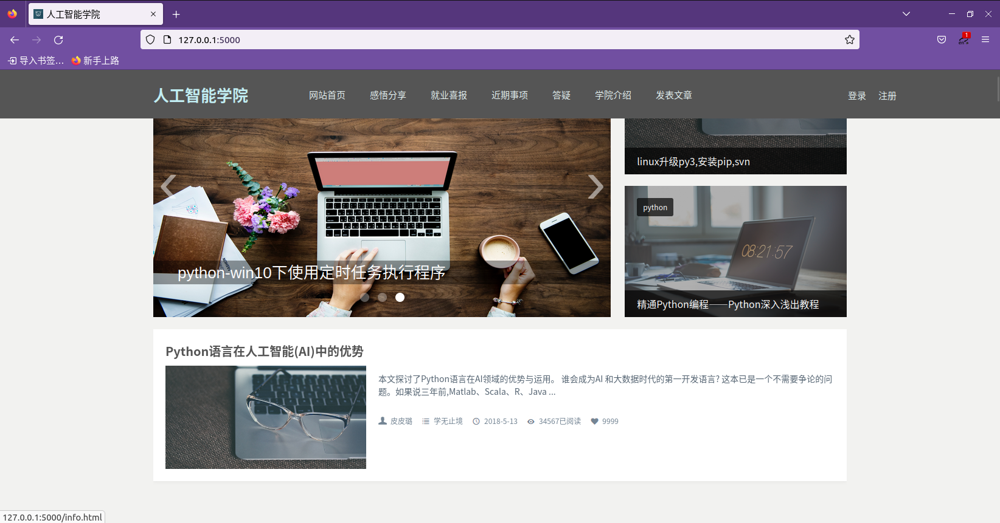 人工智能学院
127.0.0.1:5000
1
导入书签…
新手上路
人工智能学院
网站首页
感悟分享
就业喜报
近期事项
答疑
学院介绍
发表文章
登录
注册
python-win10下使用定时任务执行程序
linux升级py3,安装pip,svn
python
08:21:57
精通Python编程——Python深入浅出教程
Python语言在人工智能(AI)中的优势
本文探讨了Python语言在AI领域的优势与运用。 谁会成为AI 和大数据时代的第一开发语言? 这本已是一个不需要争论的问
题。如果说三年前,Matlab、Scala、R、Java ...
皮皮璐
学无止境
2018-5-13
34567已阅读
9999
127.0.0.1:5000/info.html